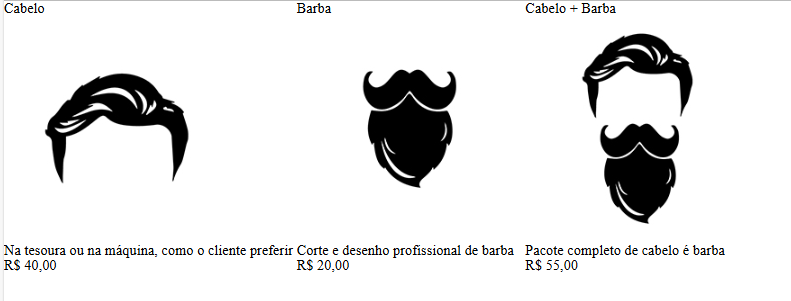 Cabelo
Barba
Cabelo + Barba
Na tesoura ou na máquina, como o cliente preferir
Corte e desenho profissional de barba
Pacote completo de cabelo é barba
R$ 40,00
R$ 20,00
R$ 55,00